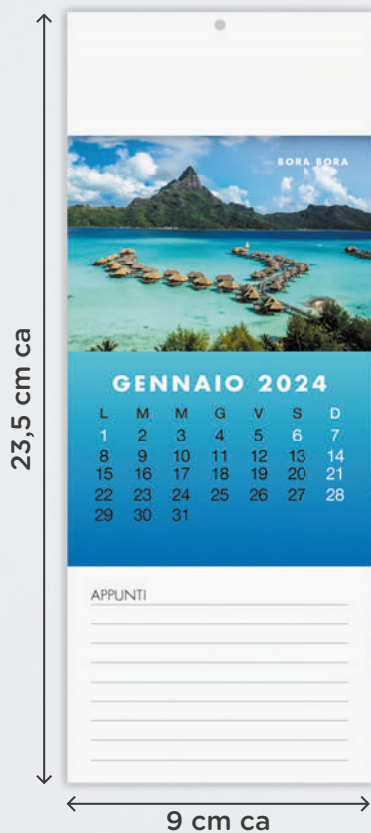 BORA BORA
GENNAIO 2024
L M M G V S D
1 2 3 4 5 6 7
8 9 10 11 12 13 14
15 16 17 18 19 20 21
22 23 24 25 26 27 28
29 30 31
APPUNTI
23,5 cm ca
9 cm ca